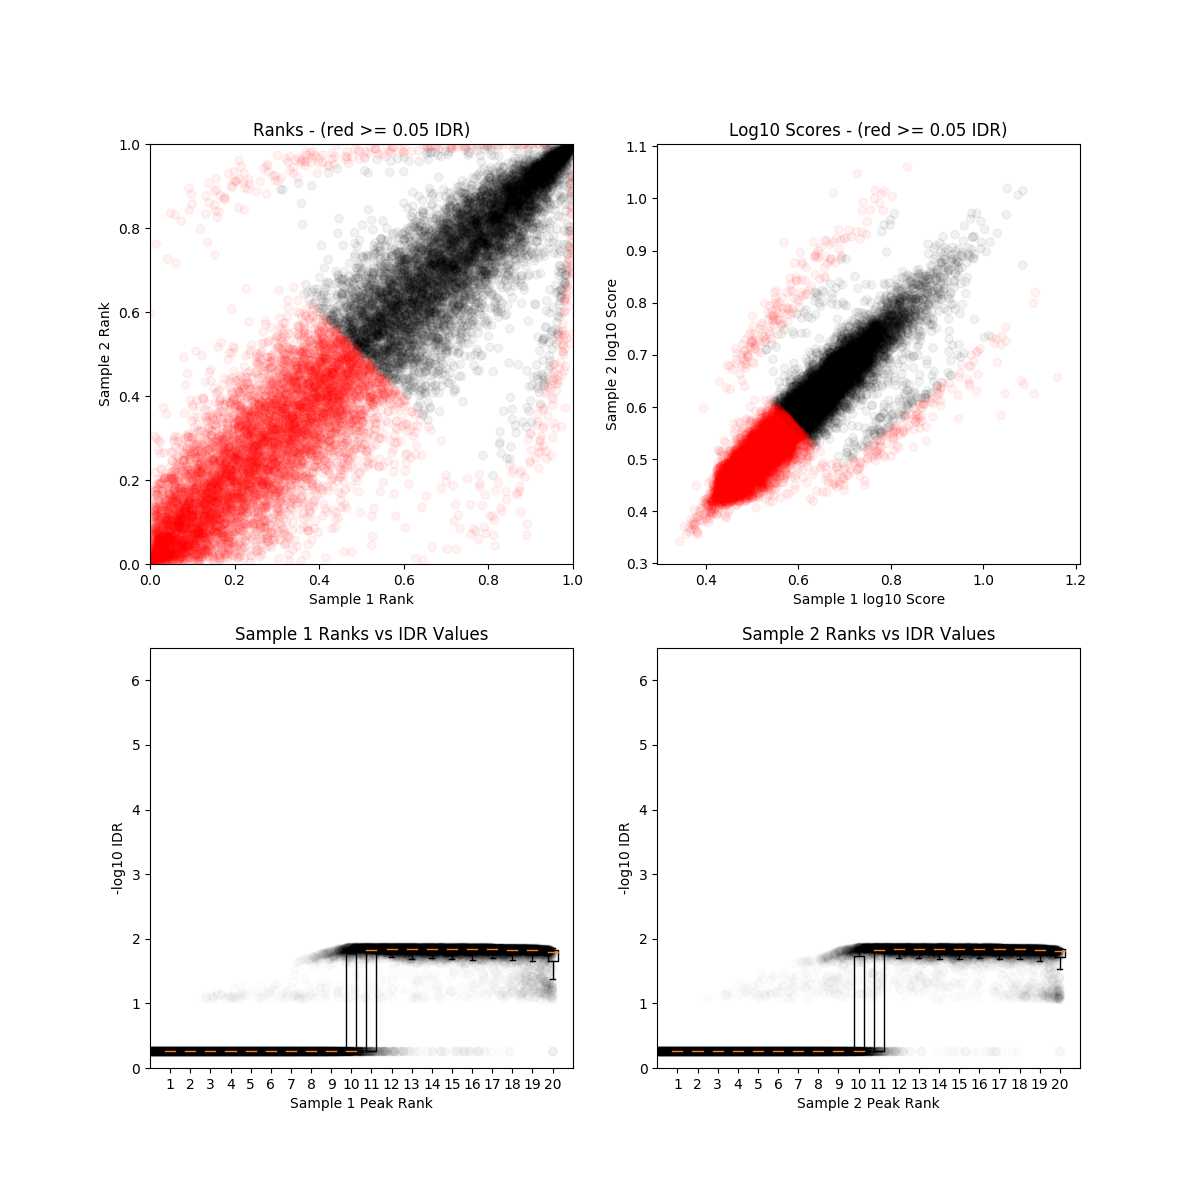 Ranks - (red >= 0.05 IDR)
1.0
0.8
0.6
0.4
0.2
0.0
Sample 2 Rank
0.0 0.2 0.4 0.6 0.8 1.0
Sample 1 Rank
Log10 Scores - (red >= 0.05 IDR)
1.1
1.0
0.9
0.8
0.7
0.6
0.5
0.4
0.3
Sample 2 log10 Score
0.4 0.6 0.8 1.0 1.2
Sample 1 log10 Score
Sample 1 Ranks vs IDR Values
6
5
4
3
2
1
0
-log10 IDR
1 2 3 4 5 6 7 8 9 10 11 12 13 14 15 16 17 18 19 20
Sample 1 Peak Rank
Sample 2 Ranks vs IDR Values
6
5
4
3
2
1
0
-log10 IDR
1 2 3 4 5 6 7 8 9 10 11 12 13 14 15 16 17 18 19 20
Sample 2 Peak Rank